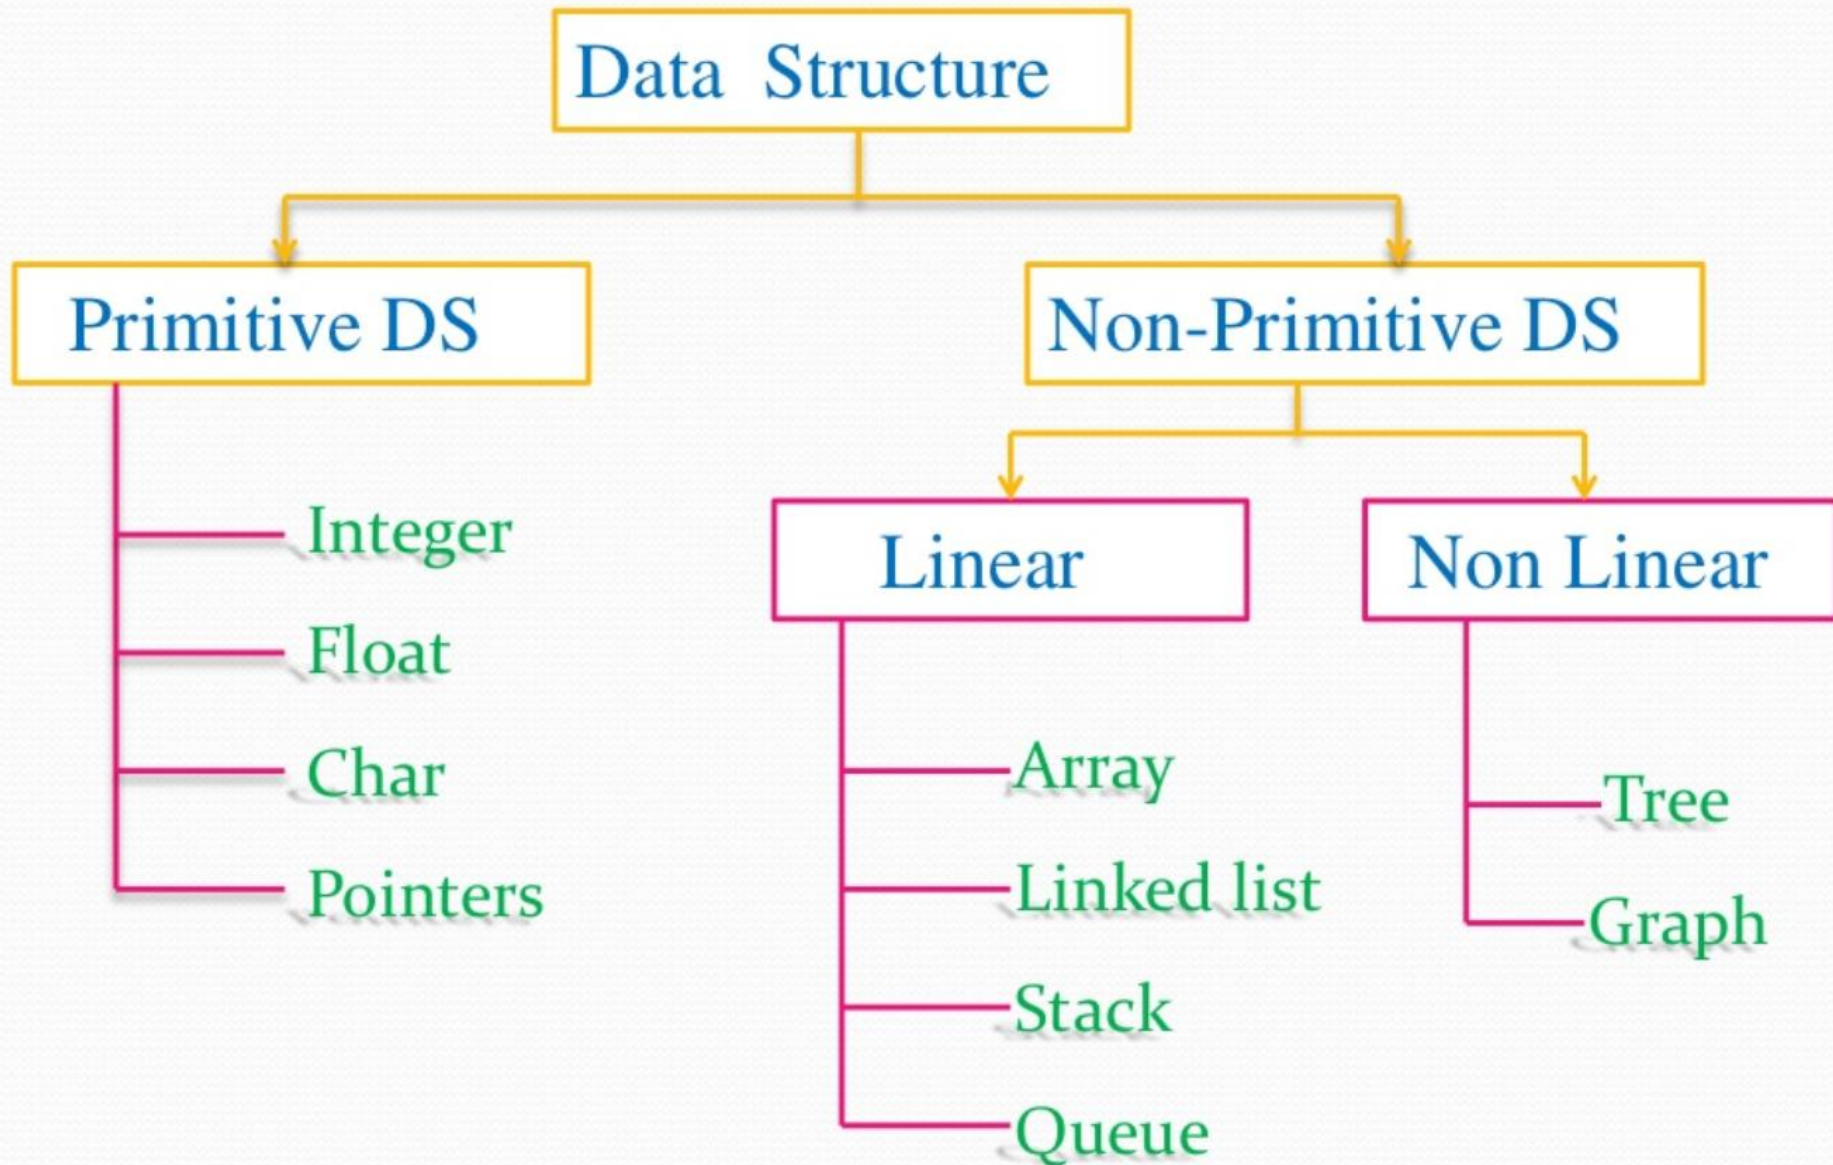 Data Structure
Primitive DS
Non-Primitive DS
Integer
Float
Char
Pointers
Linear
Non Linear
Array
Linked list
Stack
Queue
Tree
Graph